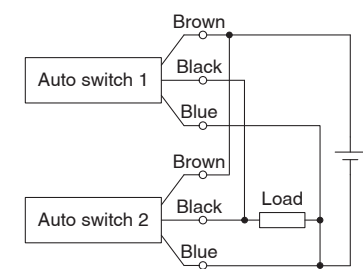 Brown
Auto switch 1
Black
Blue
Brown
Auto switch 2
Black
Load
Blue